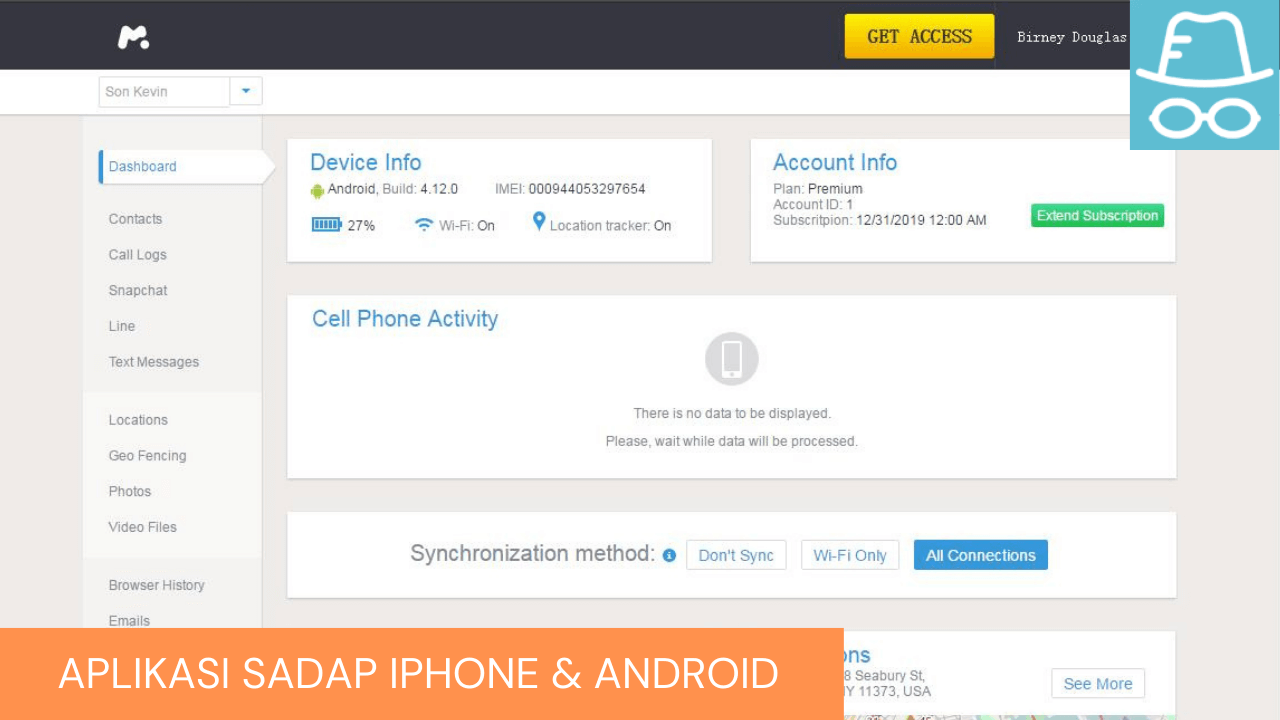 GET ACCESS
Birney Douglas
Son Kevin
Dashboard
Contacts
Call Logs
Snapchat
Line
Text Messages
Locations
Geo Fencing
Photos
Video Files
Browser History
Emails
Device Info
Android, Build: 4.12.0 IMEI: 000944053297654
27% Wi-Fi: On Location tracker: On
Account Info
Plan: Premium
Account ID: 1
Subscritpion: 12/31/2019 12:00 AM
Extend Subscription
Cell Phone Activity
There is no data to be displayed.
Please, wait while data will be processed.
Synchronization method: Don't Sync Wi-Fi Only All Connections
ons
8 Seabury St,
NY 11373, USA
See More
APLIKASI SADAP IPHONE & ANDROID